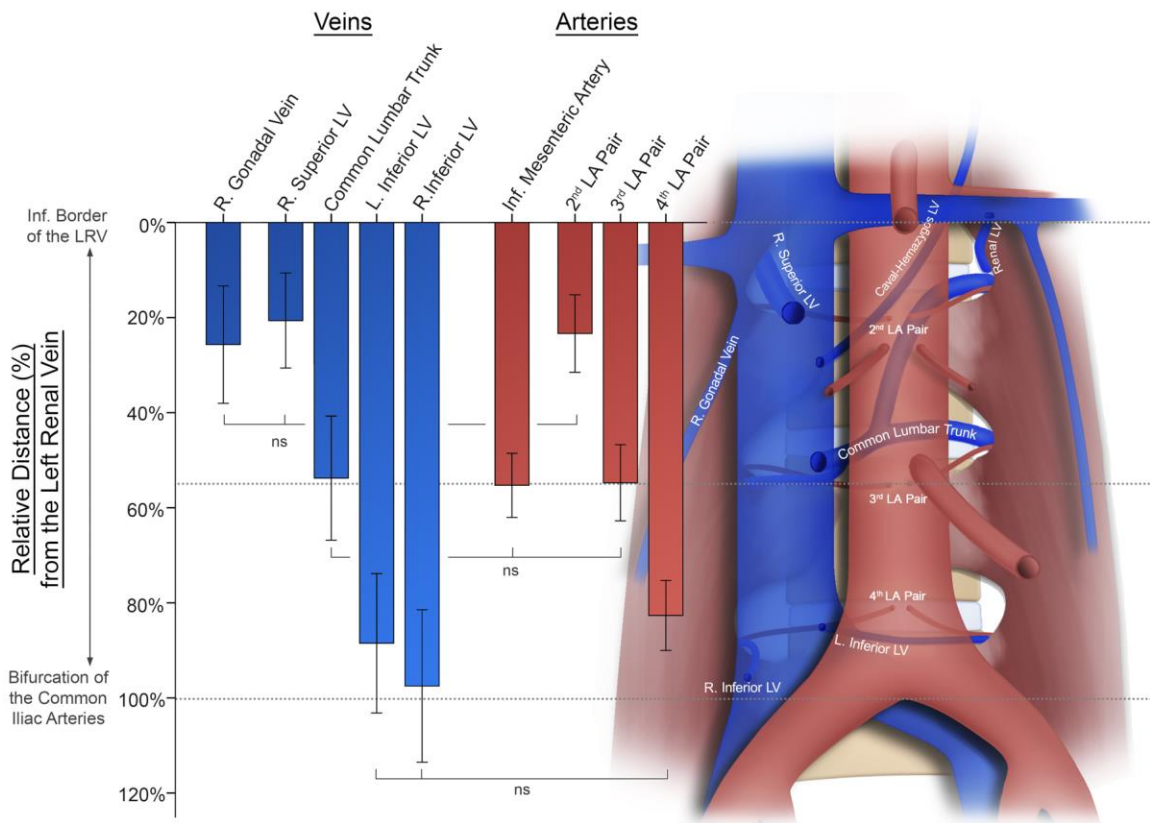 Veins
Arteries
R. Gonadal Vein
R. Superior LV
Common Lumbar Trunk
L. Inferior LV
R.Inferior LV
Inf. Mesenteric Artery
2nd LA Pair
3rd LA Pair
4th LA Pair
Inf. Border
of the LRV
Relative Distance (%)
from the Left Renal Vein
Bifurcation of
the Common
Iliac Arteries
0%
20%
40%
60%
80%
100%
120%
ns
ns
ns
R. Superior LV
Caval-Hemazygos LV
Renal LV
2nd LA Pair
R. Gonadal Vein
Common Lumbar Trunk
3rd LA Pair
4th LA Pair
L. Inferior LV
R. Inferior LV